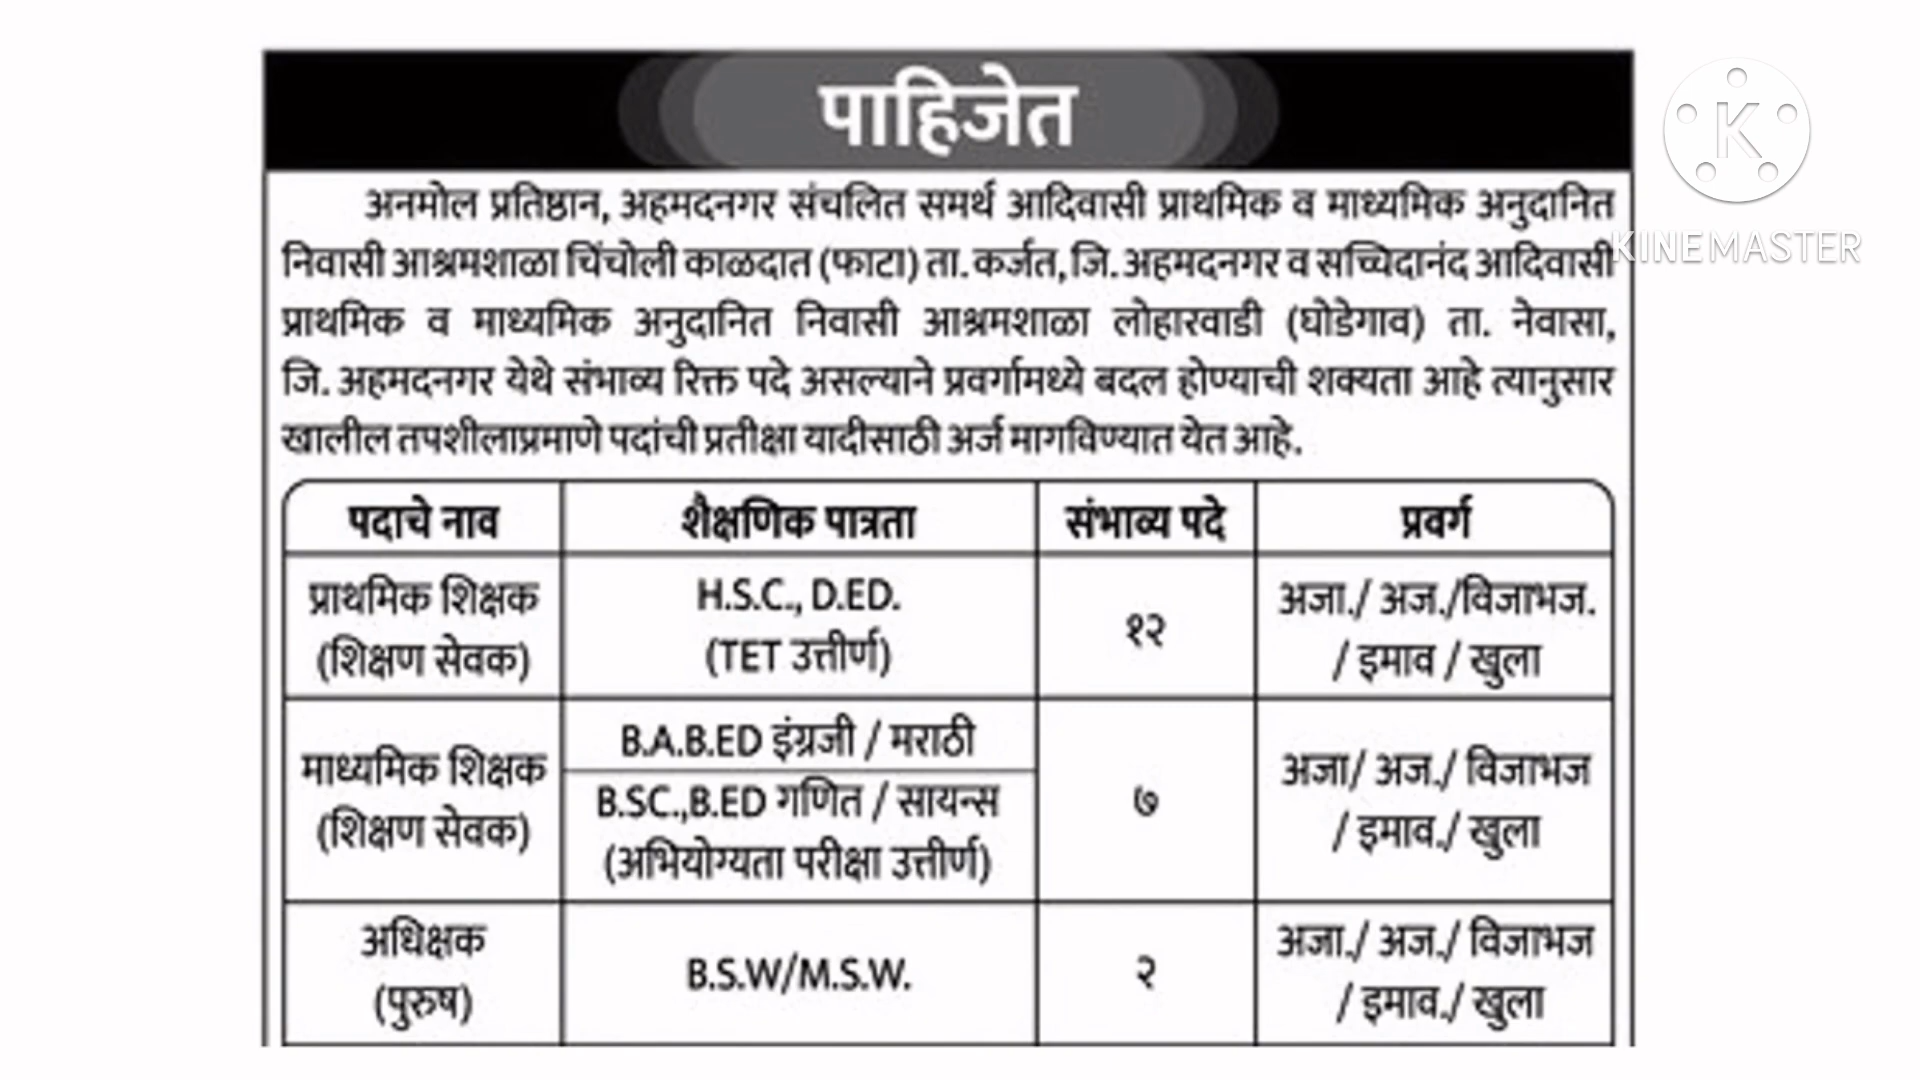 पाहिजेत
K
KINEMASTER
अनमोल प्रतिष्ठान, अहमदनगर संचलित समर्थ आदिवासी प्राथमिक व माध्यमिक अनुदानित
निवासी आश्रमशाळा चिंचोली काळदात (फाटा) ता. कर्जत, जि. अहमदनगर व सच्चिदानंद आदिवासी
प्राथमिक व माध्यमिक अनुदानित निवासी आश्रमशाळा लोहारवाडी (घोडेगाव) ता. नेवासा,
जि. अहमदनगर येथे संभाव्य रिक्त पदे असल्याने प्रवर्गामध्ये बदल होण्याची शक्यता आहे त्यानुसार
खालील तपशीलाप्रमाणे पदांची प्रतीक्षा यादीसाठी अर्ज मागविण्यात येत आहे.
पदाचे नाव शैक्षणिक पात्रता संभाव्य पदे प्रवर्ग
प्राथमिक शिक्षक
(शिक्षण सेवक)
H.S.C., D.ED.
(TET उत्तीर्ण)
१२
अजा./ अज./विजाभज.
/ इमाव / खुला
माध्यमिक शिक्षक
(शिक्षण सेवक)
B.A.B.ED इंग्रजी / मराठी
B.SC.,B.ED गणित / सायन्स
(अभियोग्यता परीक्षा उत्तीर्ण)
७
अजा/ अज./ विजाभज
/ इमाव./ खुला
अधिक्षक
(पुरुष)
B.S.W/M.S.W.
२
अजा./ अज./ विजाभज
/ इमाव./ खुला